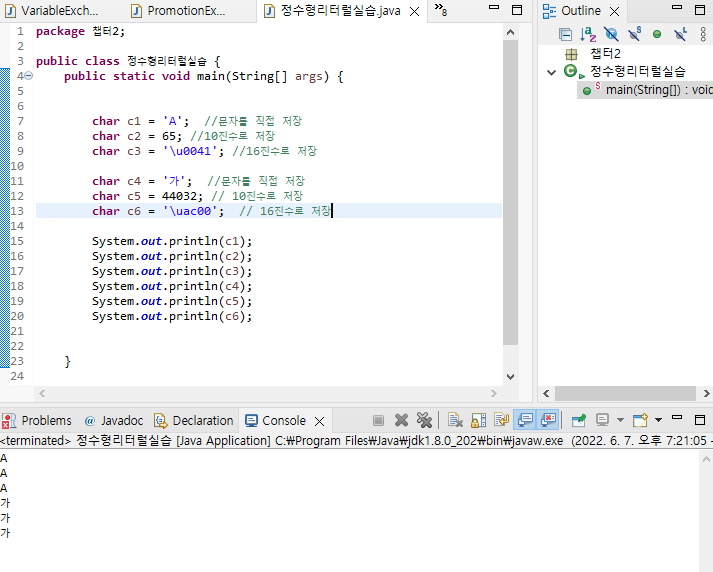 VariableExch...
PromotionEx...
정수형리터럴실습.java
8
Outline
1 package 챕터2;
2
3 public class 정수형리터럴실습 {
4 public static void main(String[] args) {
5
6
7 char c1 = 'A'; //문자를 직접 저장
8 char c2 = 65; //10진수로 저장
9 char c3 = '\u0041'; //16진수로 저장
10
11 char c4 = '가'; //문자를 직접 저장
12 char c5 = 44032; // 10진수로 저장
13 char c6 = '\uac00'; // 16진수로 저장
14
15 System.out.println(c1);
16 System.out.println(c2);
17 System.out.println(c3);
18 System.out.println(c4);
19 System.out.println(c5);
20 System.out.println(c6);
21
22
23 }
24
챕터2
정수형리터럴실습
main(String[]) : void
Problems @ Javadoc Declaration Console
<terminated> 정수형리터럴실습 [Java Application] C:₩Program Files₩Java₩jdk1.8.0_202₩bin₩javaw.exe (2022. 6. 7. 오후 7:21:05 -
A
A
A
가
가
가